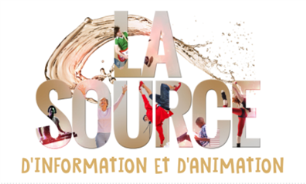 LA
SOURCE
D'INFORMATION ET D'ANIMATION